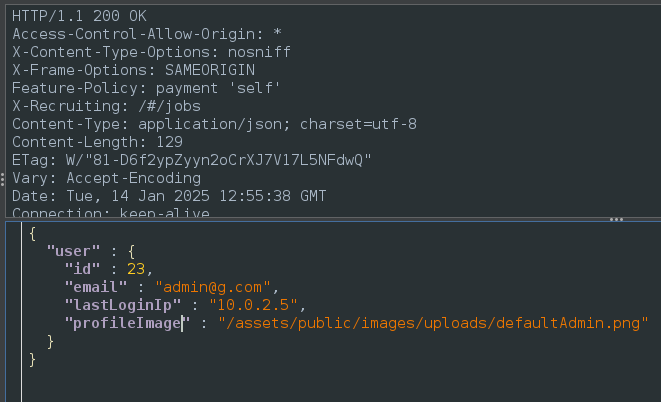 HTTP/1.1 200 OK
Access-Control-Allow-Origin: *
X-Content-Type-Options: nosniff
X-Frame-Options: SAMEORIGIN
Feature-Policy: payment 'self'
X-Recruiting: /#/jobs
Content-Type: application/json; charset=utf-8
Content-Length: 129
ETag: W/"81-D6f2ypZyyn2oCrXJ7V17L5NFdwQ"
Vary: Accept-Encoding
Date: Tue, 14 Jan 2025 12:55:38 GMT
Connection: keep-alive
{
  "user" : {
    "id" : 23,
    "email" : "admin@g.com",
    "lastLoginIp" : "10.0.2.5",
    "profileImage" : "/assets/public/images/uploads/defaultAdmin.png"
  }
}